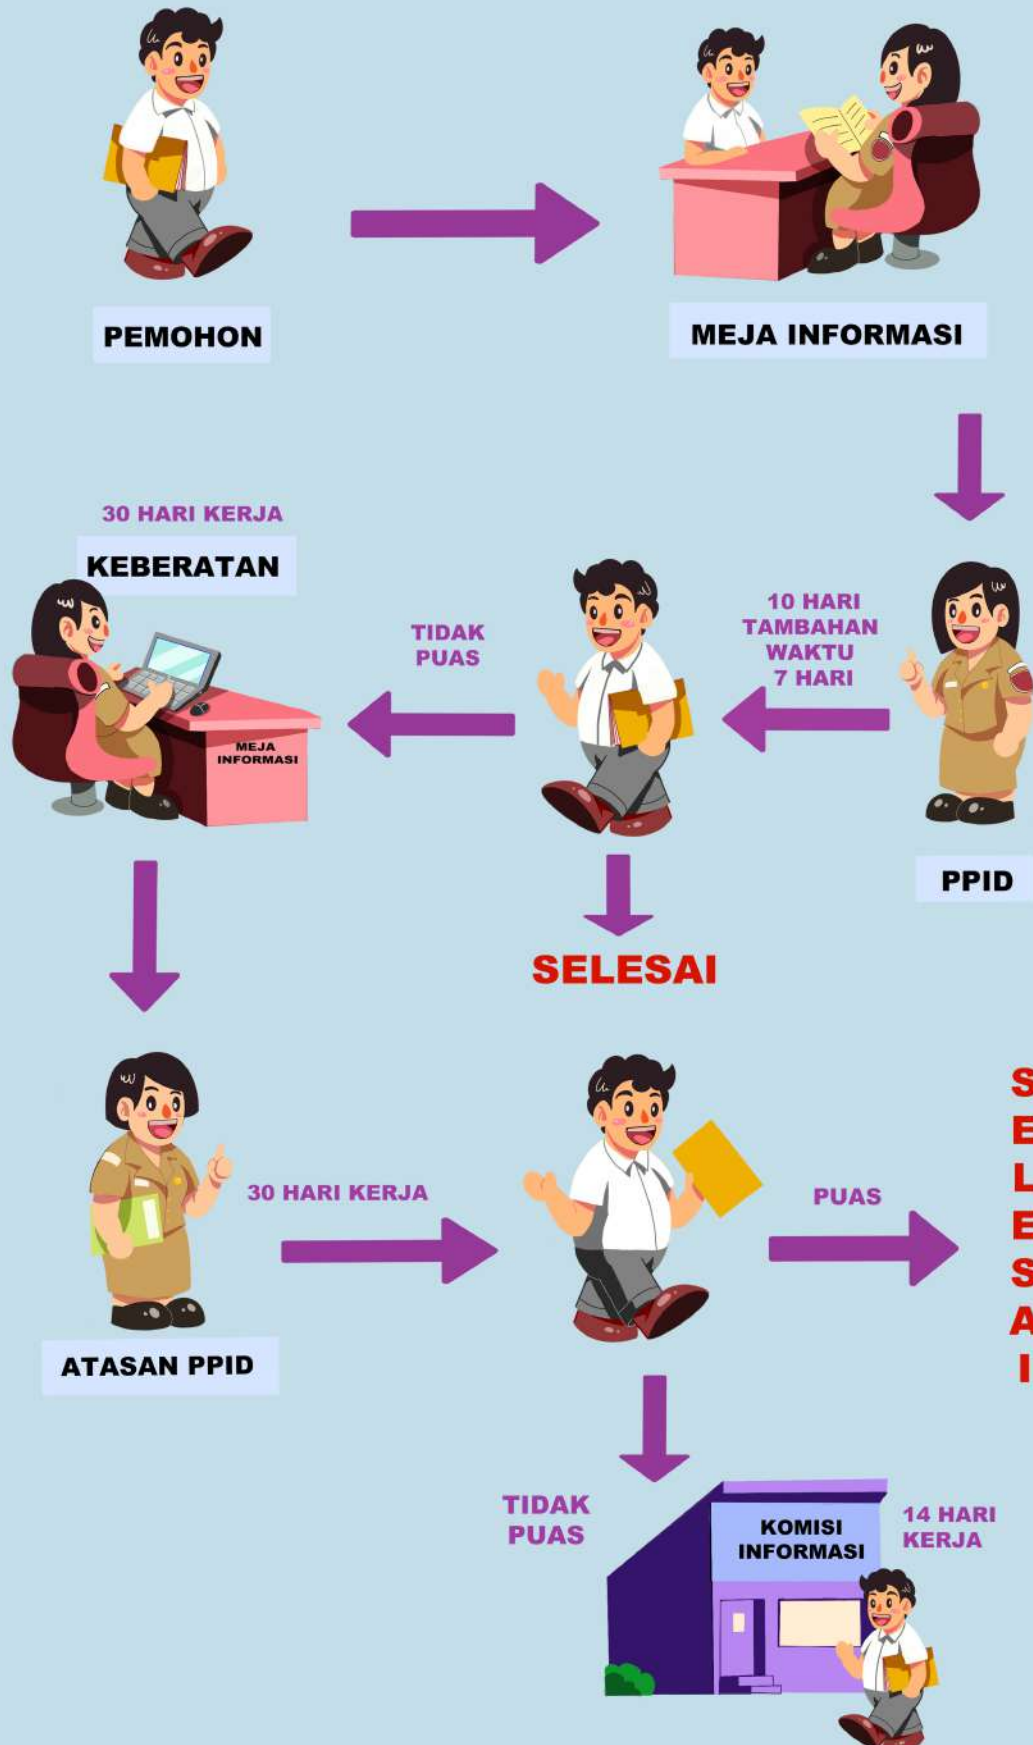 PEMOHON
MEJA INFORMASI
30 HARI KERJA
KEBERATAN
MEJA
INFORMASI
TIDAK
PUAS
10 HARI
TAMBAHAN
WAKTU
7 HARI
PPID
SELESAI
30 HARI KERJA
ATASAN PPID
PUAS
S
E
L
E
S
A
I
TIDAK
PUAS
KOMISI
INFORMASI
14 HARI
KERJA